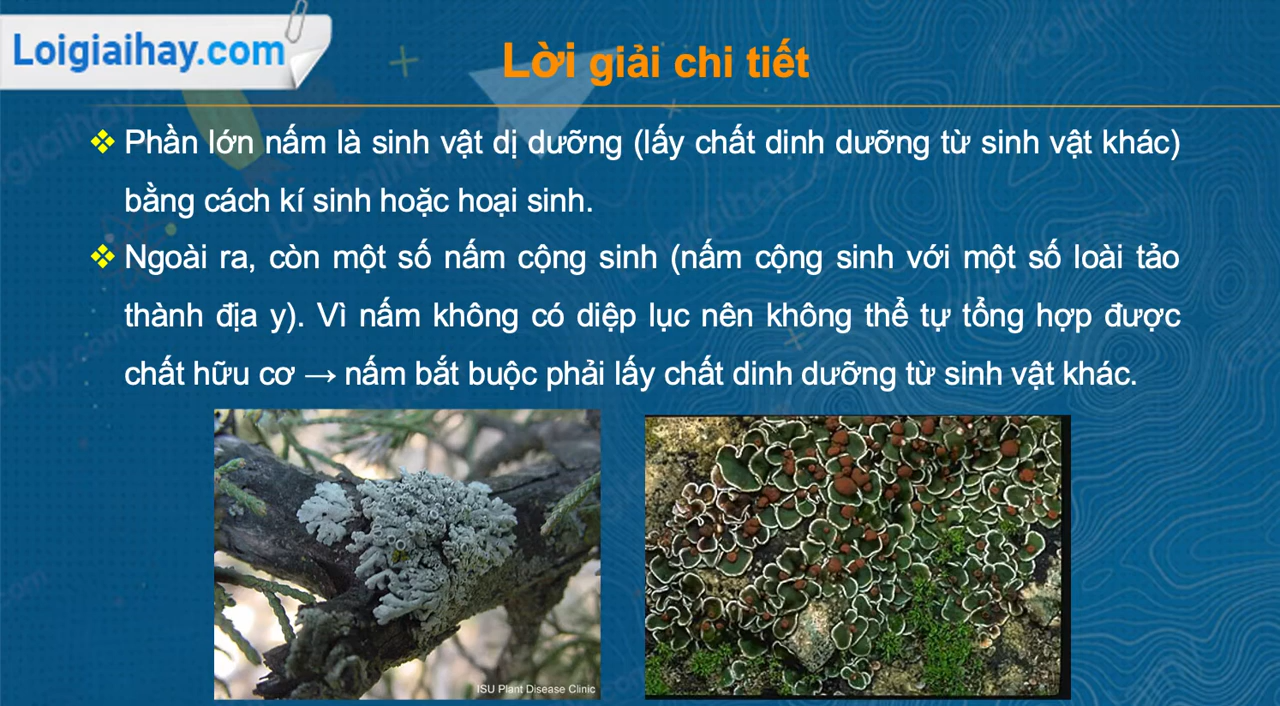 Loigiaihay.com
Lời giải chi tiết
❖ Phần lớn nấm là sinh vật dị dưỡng (lấy chất dinh dưỡng từ sinh vật khác)
bằng cách kí sinh hoặc hoại sinh.
❖ Ngoài ra, còn một số nấm cộng sinh (nấm cộng sinh với một số loài tảo
thành địa y). Vì nấm không có diệp lục nên không thể tự tổng hợp được
chất hữu cơ → nấm bắt buộc phải lấy chất dinh dưỡng từ sinh vật khác.
ISU Plant Disease Clinic